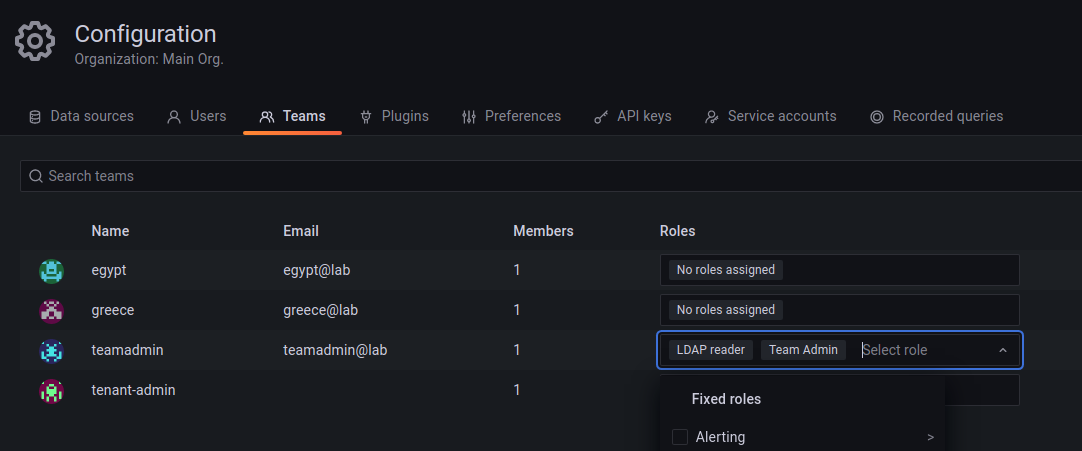 Configuration
Organization: Main Org.
Data sources Users Teams Plugins Preferences API keys Service accounts Recorded queries
Search teams
Name Email Members Roles
egypt egypt@lab 1 No roles assigned
greece greece@lab 1 No roles assigned
teamadmin teamadmin@lab 1 LDAP reader Team Admin Select role
tenant-admin 1
Fixed roles
Alerting >